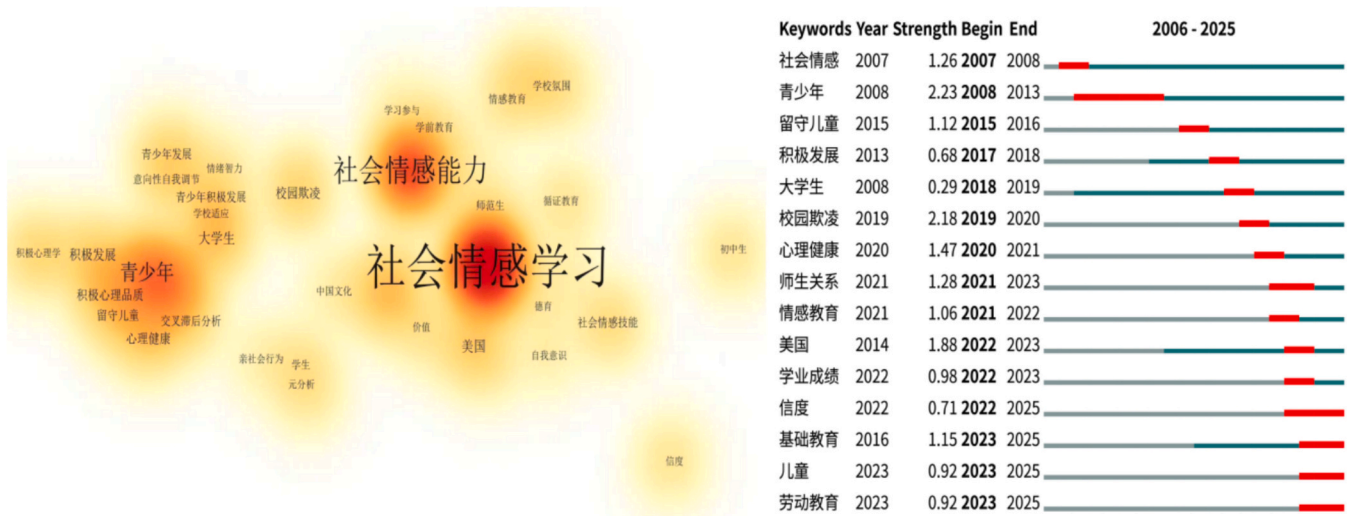 学校氛围
情感教育
学习参与
学前教育
青少年发展
社会情感能力
情绪智力
意向性自我调节
校园欺凌
青少年积极发展
师范生
循证教育
学校适应
大学生
初中生
积极心理学
积极发展
社会情感学习
青少年
中国文化
积极心理品质
德育
留守儿童
交叉滞后分析
价值
社会情感技能
心理健康
美国
自我意识
亲社会行为
学生
元分析
信度
Keywords Year Strength Begin End 2006 - 2025
社会情感 2007 1.26 2007 2008
青少年 2008 2.23 2008 2013
留守儿童 2015 1.12 2015 2016
积极发展 2013 0.68 2017 2018
大学生 2008 0.29 2018 2019
校园欺凌 2019 2.18 2019 2020
心理健康 2020 1.47 2020 2021
师生关系 2021 1.28 2021 2023
情感教育 2021 1.06 2021 2022
美国 2014 1.88 2022 2023
学业成绩 2022 0.98 2022 2023
信度 2022 0.71 2022 2025
基础教育 2016 1.15 2023 2025
儿童 2023 0.92 2023 2025
劳动教育 2023 0.92 2023 2025